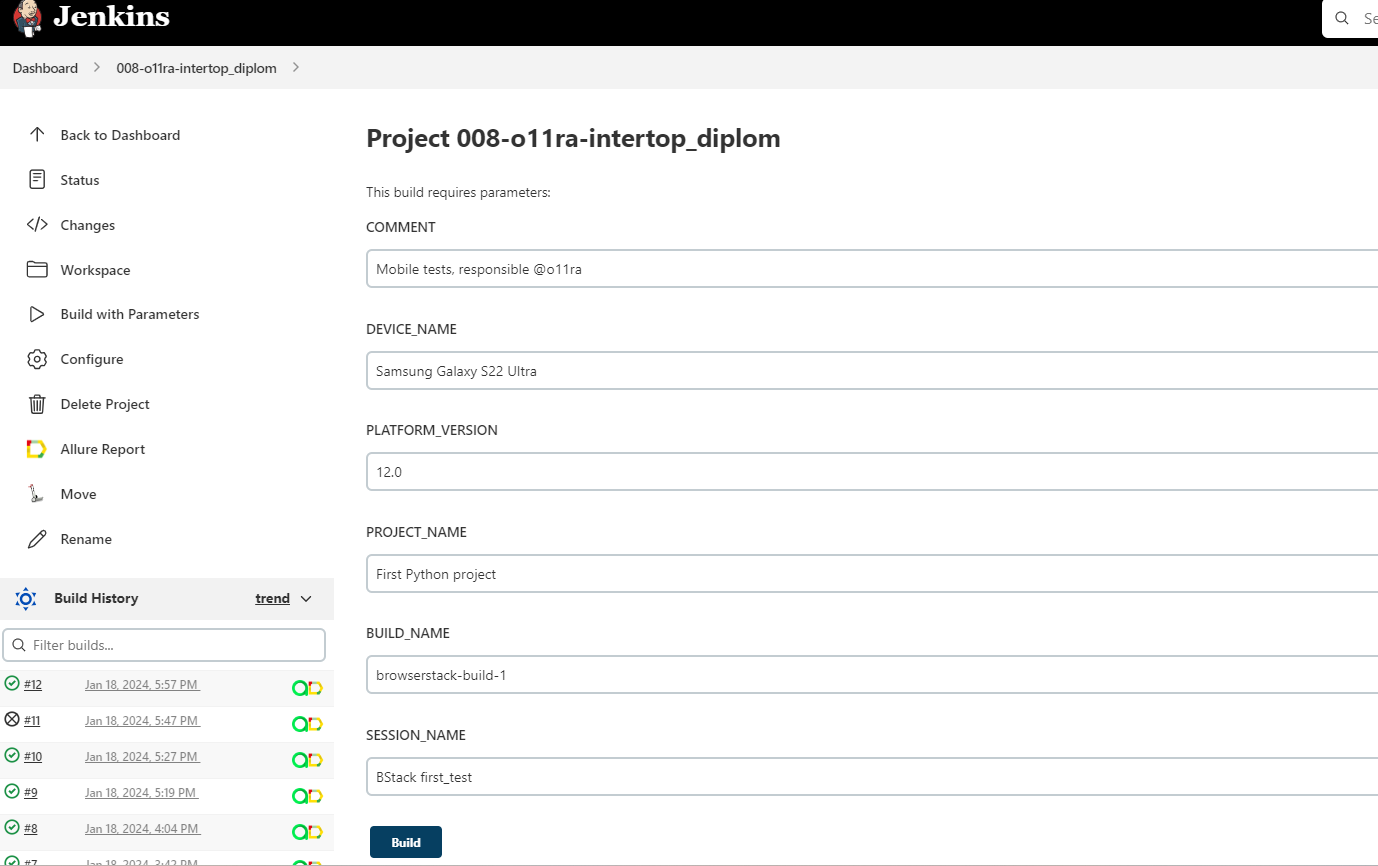 Jenkins
Se
Dashboard
008-o11ra-intertop_diplom
Back to Dashboard
Status
Changes
Workspace
Build with Parameters
Configure
Delete Project
Allure Report
Move
Rename
Build History
trend
Filter builds...
#12 Jan 18, 2024, 5:57 PM
#11 Jan 18, 2024, 5:47 PM
#10 Jan 18, 2024, 5:27 PM
#9 Jan 18, 2024, 5:19 PM
#8 Jan 18, 2024, 4:04 PM
#7 Jan 18, 2024, 3:42 PM
Project 008-o11ra-intertop_diplom
This build requires parameters:
COMMENT
Mobile tests, responsible @o11ra
DEVICE_NAME
Samsung Galaxy S22 Ultra
PLATFORM_VERSION
12.0
PROJECT_NAME
First Python project
BUILD_NAME
browserstack-build-1
SESSION_NAME
BStack first_test
Build